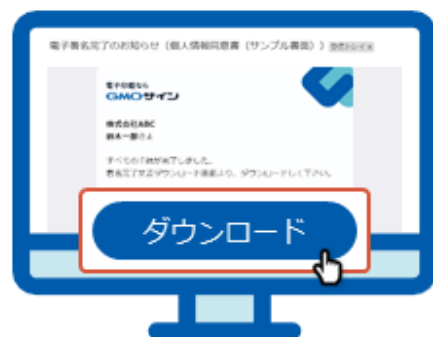 電子署名完了のお知らせ（個人情報同意書（サンプル書面））
電子印鑑なら
GMOサイン
株式会社ABC
鈴木一郎さま
すべての手続が完了しました。
署名完了文書ダウンロード画面より、ダウンロードして下さい。
ダウンロード